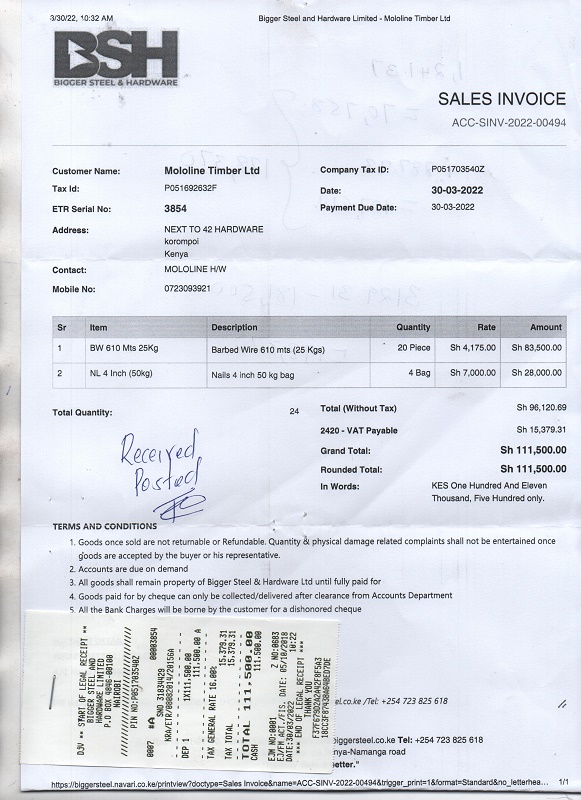 3/30/22, 10:32 AM Bigger Steel and Hardware Limited - Mololine Timber Ltd
BSH
BIGGER STEEL & HARDWARE
SALES INVOICE
ACC-SINV-2022-00494
Customer Name: Mololine Timber Ltd Company Tax ID: P051703540Z
Tax Id: P051692632F Date: 30-03-2022
ETR Serial No: 3854 Payment Due Date: 30-03-2022
Address: NEXT TO 42 HARDWARE
korompoi
Kenya
Contact: MOLOLINE H/W
Mobile No: 0723093921
Sr Item Description Quantity Rate Amount
1 BW 610 Mts 25Kg Barbed Wire 610 mts (25 Kgs) 20 Piece Sh 4,175.00 Sh 83,500.00
2 NL 4 Inch (50kg) Nails 4 inch 50 kg bag 4 Bag Sh 7,000.00 Sh 28,000.00
Total Quantity: 24 Total (Without Tax) Sh 96,120.69
2420 - VAT Payable Sh 15,379.31
Grand Total: Sh 111,500.00
Rounded Total: Sh 111,500.00
In Words: KES One Hundred And Eleven
Thousand, Five Hundred only.
Received
Posted
TERMS AND CONDITIONS
1. Goods once sold are not returnable or Refundable. Quantity & physical damage related complaints shall not be entertained once
goods are accepted by the buyer or his representative.
2. Accounts are due on demand
3. All goods shall remain property of Bigger Steel & Hardware Ltd until fully paid for
4. Goods paid for by cheque can only be collected/delivered after clearance from Accounts Department
5. All the Bank Charges will be borne by the customer for a dishonored cheque
DJV ** START OF LEGAL RECEIPT **
BIGGER STEEL AND
HARDWARE LIMITED
P.O BOX 4896-00100
NAIROBI
PIN NO:P051703540Z
0007 #A 00003854
SNO 31834429
KRA/ETR/00082014/20156A
DEP 1 1X111,500.00
111,500.00 A
TAX GENERAL RATE 16.00%
15,379.31
TAX TOTAL 15,379.31
TOTAL 111,500.00
CASH 111,500.00
EJM NO:0001 Z NO:0683
EJ/FM ACT./FIS. DATE: 05/10/2018
DATE:30/03/2022 10:22
** END OF LEGAL RECEIPT **
THANK YOU
el.co.ke /Tel: +254 723 825 618
biggersteel.co.ke Tel: +254 723 825 618
nya-Namanga road
etter."
https://biggersteel.navari.co.ke/printview?doctype=Sales Invoice&name=ACC-SINV-2022-00494&trigger_print=1&format=Standard&no_letterhea... 1/1